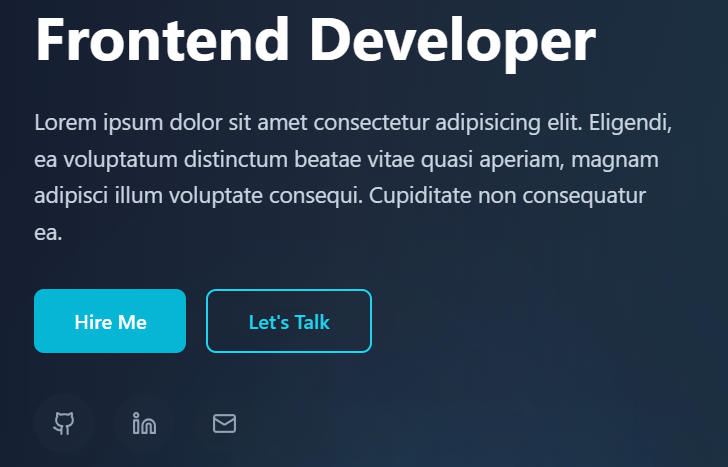 Frontend Developer
Lorem ipsum dolor sit amet consectetur adipisicing elit. Eligendi,
ea voluptatum distinctum beatae vitae quasi aperiam, magnam
adipisci illum voluptate consequi. Cupiditate non consequatur
ea.
Hire Me
Let's Talk